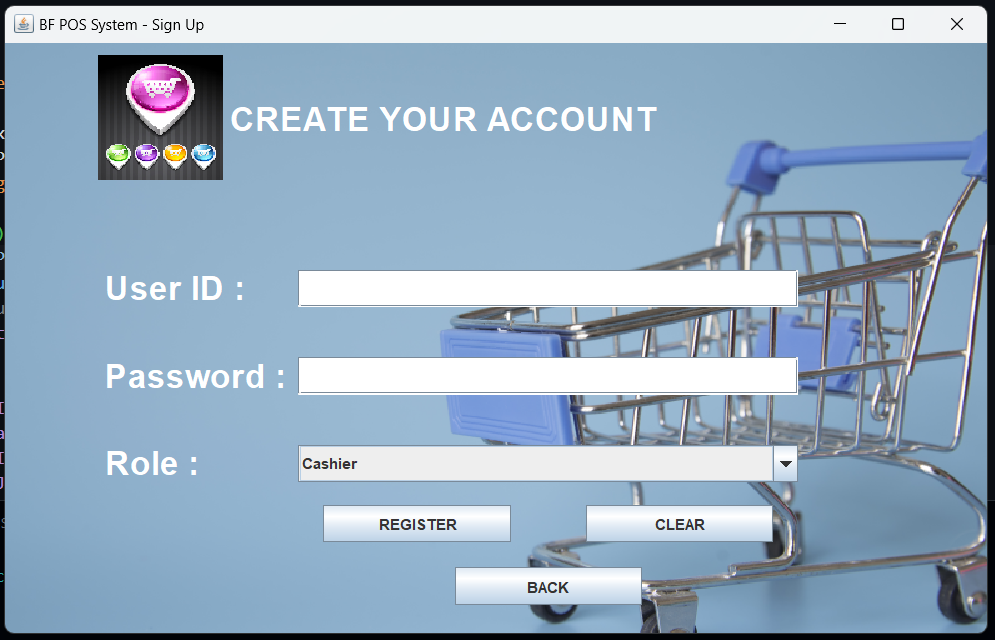 BF POS System - Sign Up
CREATE YOUR ACCOUNT
User ID :
Password :
Role :
Cashier
REGISTER
CLEAR
BACK